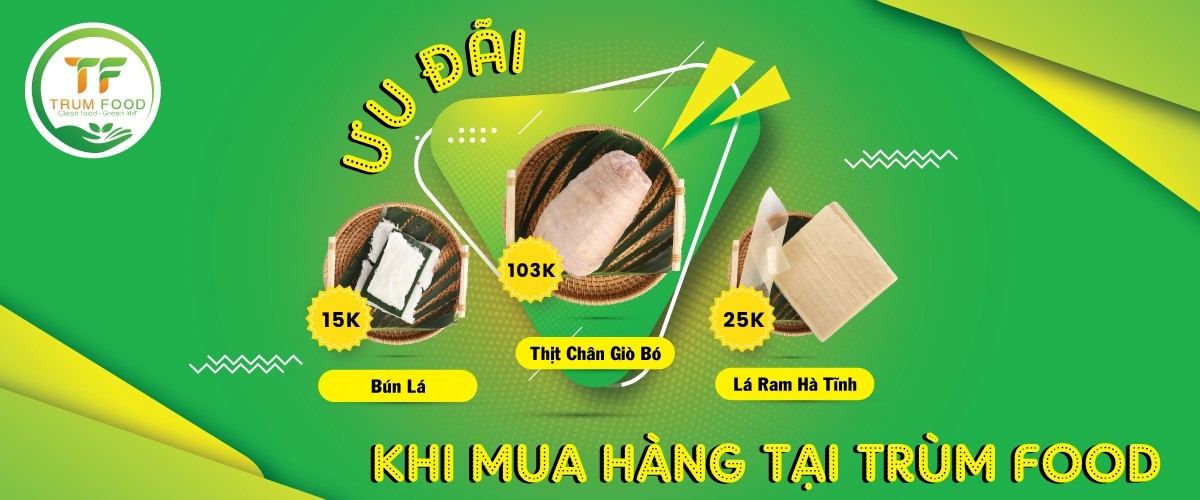 TF
TRUM FOOD
Clean food - Green life
ƯU ĐÃI
15K
Bún Lá
103K
Thịt Chân Giò Bó
25K
Lá Ram Hà Tĩnh
KHI MUA HÀNG TẠI TRÙM FOOD